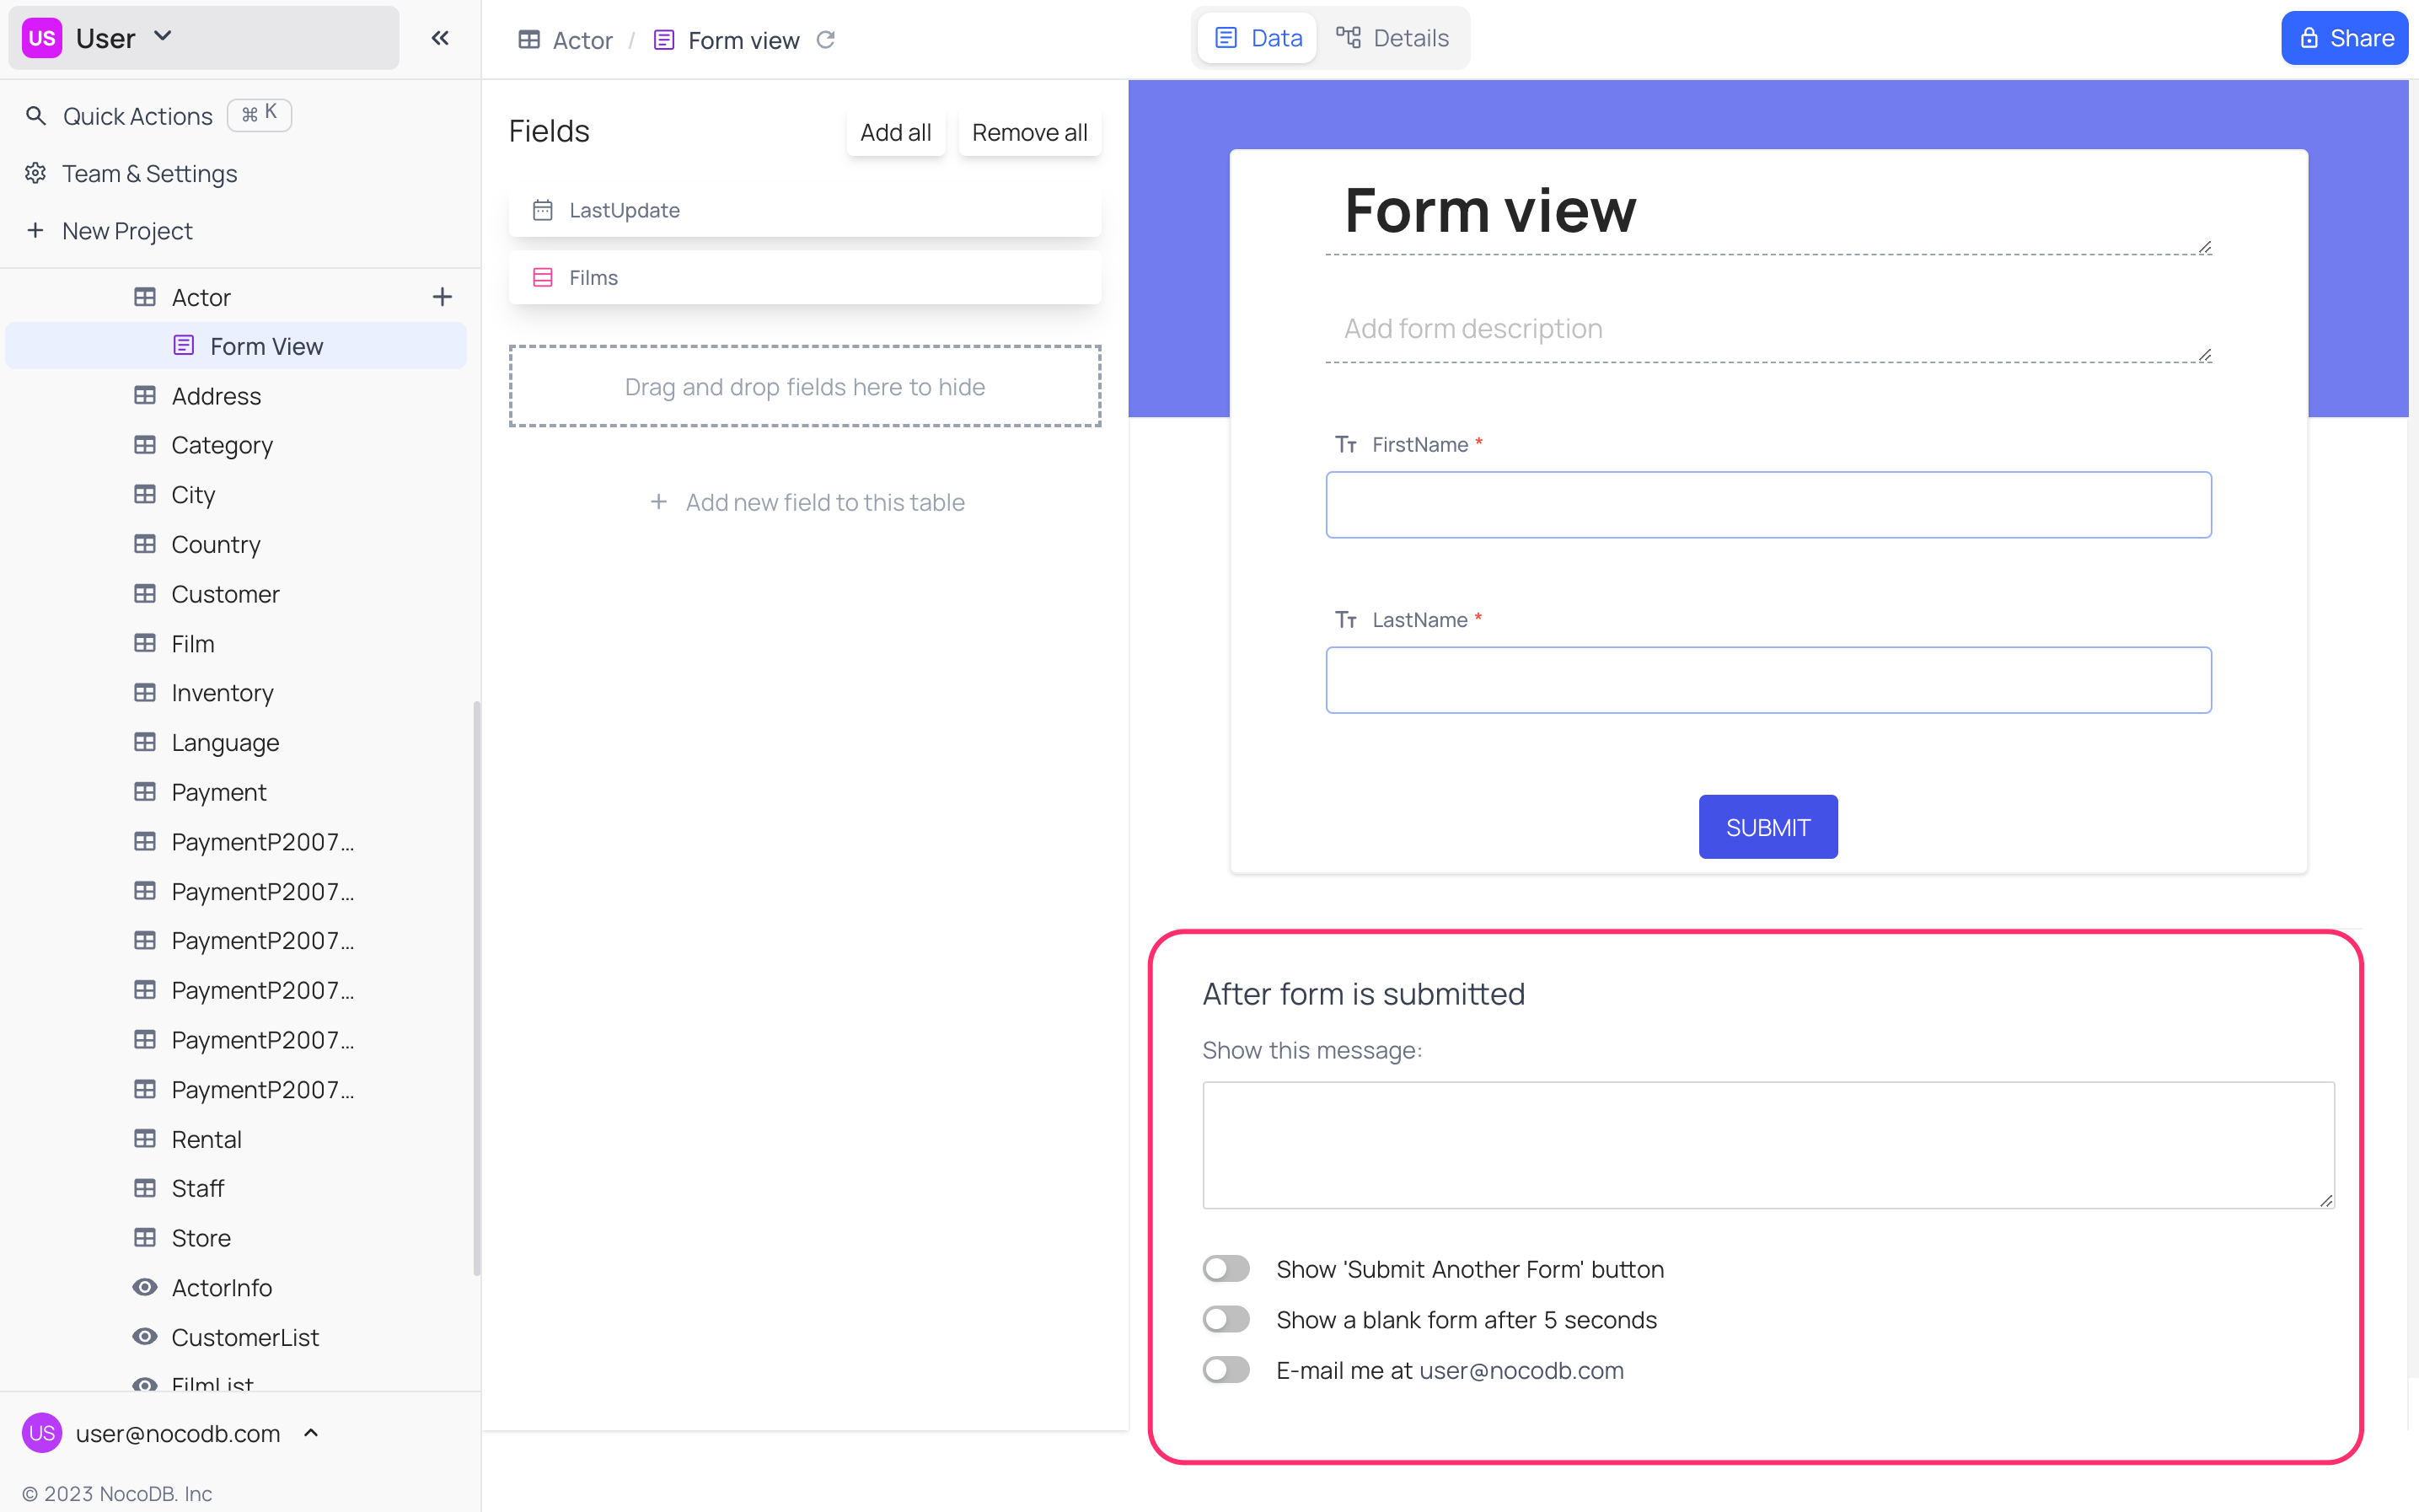 US User
Quick Actions ⌘ K
Team & Settings
+ New Project
Actor +
Form View
Address
Category
City
Country
Customer
Film
Inventory
Language
Payment
PaymentP2007...
PaymentP2007...
PaymentP2007...
PaymentP2007...
PaymentP2007...
PaymentP2007...
Rental
Staff
Store
ActorInfo
CustomerList
FilmList
US user@nocodb.com
© 2023 NocoDB. Inc
Actor / Form view
Data Details
Share
Fields Add all Remove all
LastUpdate
Films
Drag and drop fields here to hide
+ Add new field to this table
Form view
Add form description
Tт FirstName *
Tт LastName *
SUBMIT
After form is submitted
Show this message:
Show 'Submit Another Form' button
Show a blank form after 5 seconds
E-mail me at user@nocodb.com